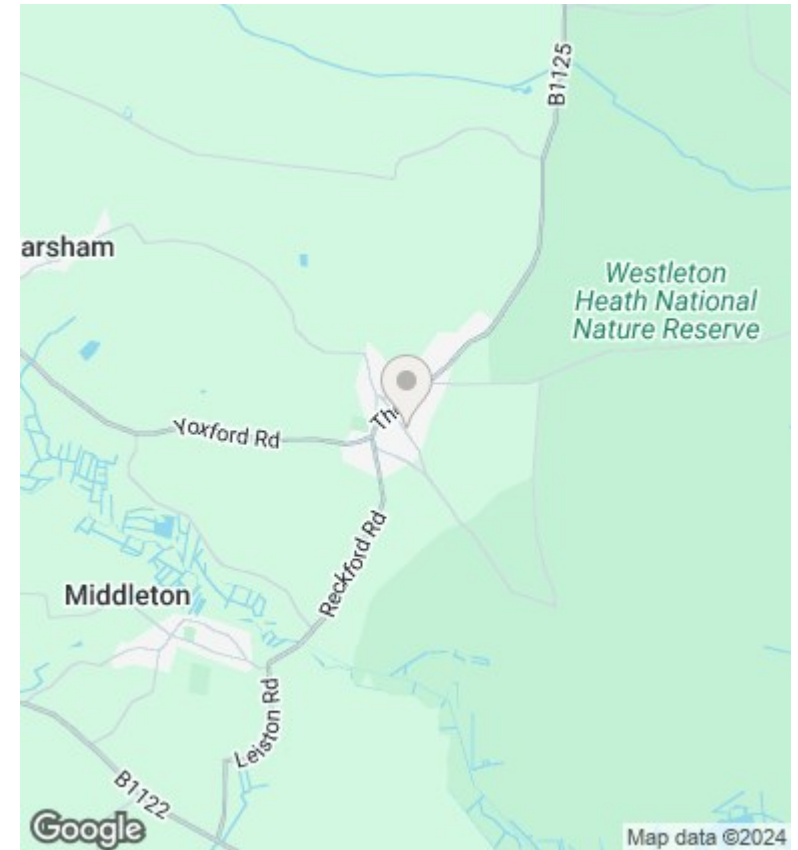 B1125
arsham
Westleton
Heath National
Nature Reserve
Th
Yoxford Rd
Reckford Rd
Middleton
Leiston Rd
B1122
Google
Map data ©2024